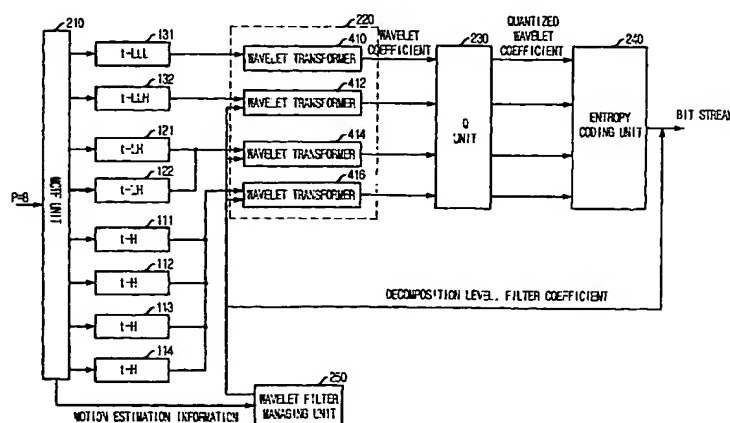 210
131
t-LLL
132
t-LLH
121
t-LH
122
t-LH
111
t-H
112
t-H
113
t-H
114
t-H
P=8
MCTF UNIT
220
410
WAVELET TRANSFORMER
412
WAVELET TRANSFORMER
414
WAVELET TRANSFORMER
416
WAVELET TRANSFORMER
WAVELET
COEFFICIENT
230
Q
UNIT
QUANTIZED
WAVELET
COEFFICIENT
240
ENTROPY
CODING UNIT
BIT STREAM
DECOMPOSITION LEVEL, FILTER COEFFICIENT
250
WAVELET FILTER
MANAGING UNIT
MOTION ESTIMATION INFORMATION